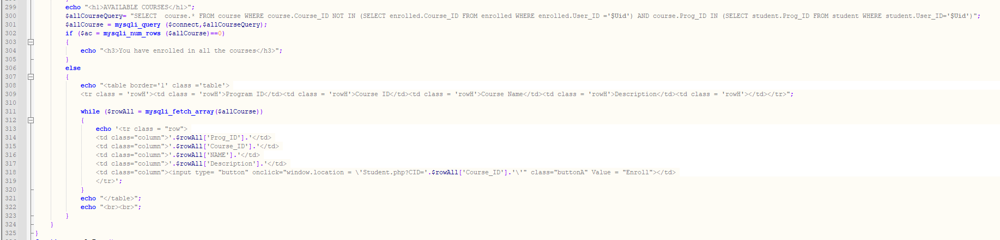 299 echo "<h1>AVAILABLE COURSES</h1>";
300 $allCourseQuery= "SELECT  course.* FROM course WHERE course.Course_ID NOT IN (SELECT enrolled.Course_ID FROM enrolled WHERE enrolled.User_ID ='$Uid') AND course.Prog_ID IN (SELECT student.Prog_ID FROM student WHERE student.User_ID='$Uid')";
301 $allCourse = mysqli_query ($connect,$allCourseQuery);
302 if ($ac = mysqli_num_rows ($allCourse)==0)
303 {
304 echo "<h3>You have enrolled in all the courses</h3>";
305 }
306 else
307 {
308 echo "<table border='1' class ='table'>
309 <tr class = 'rowH'><td class = 'rowH'>Program ID</td><td class = 'rowH'>Course ID</td><td class = 'rowH'>Course Name</td><td class = 'rowH'>Description</td><td class = 'rowH'></td></tr>";
310
311 while ($rowAll = mysqli_fetch_array($allCourse))
312 {
313 echo '<tr class = "row">
314 <td class="column">'.$rowAll['Prog_ID'].'</td>
315 <td class="column">'.$rowAll['Course_ID'].'</td>
316 <td class="column">'.$rowAll['NAME'].'</td>
317 <td class="column">'.$rowAll['Description'].'</td>
318 <td class="column"><input type= "button" onclick="window.location = \'Student.php?CID='.$rowAll['Course_ID'].'\'" class="buttonA" Value = "Enroll"></td>
319 </tr>';
320 }
321 echo "</table>";
322 echo "<br><br>";
323 }
324 }
325 }